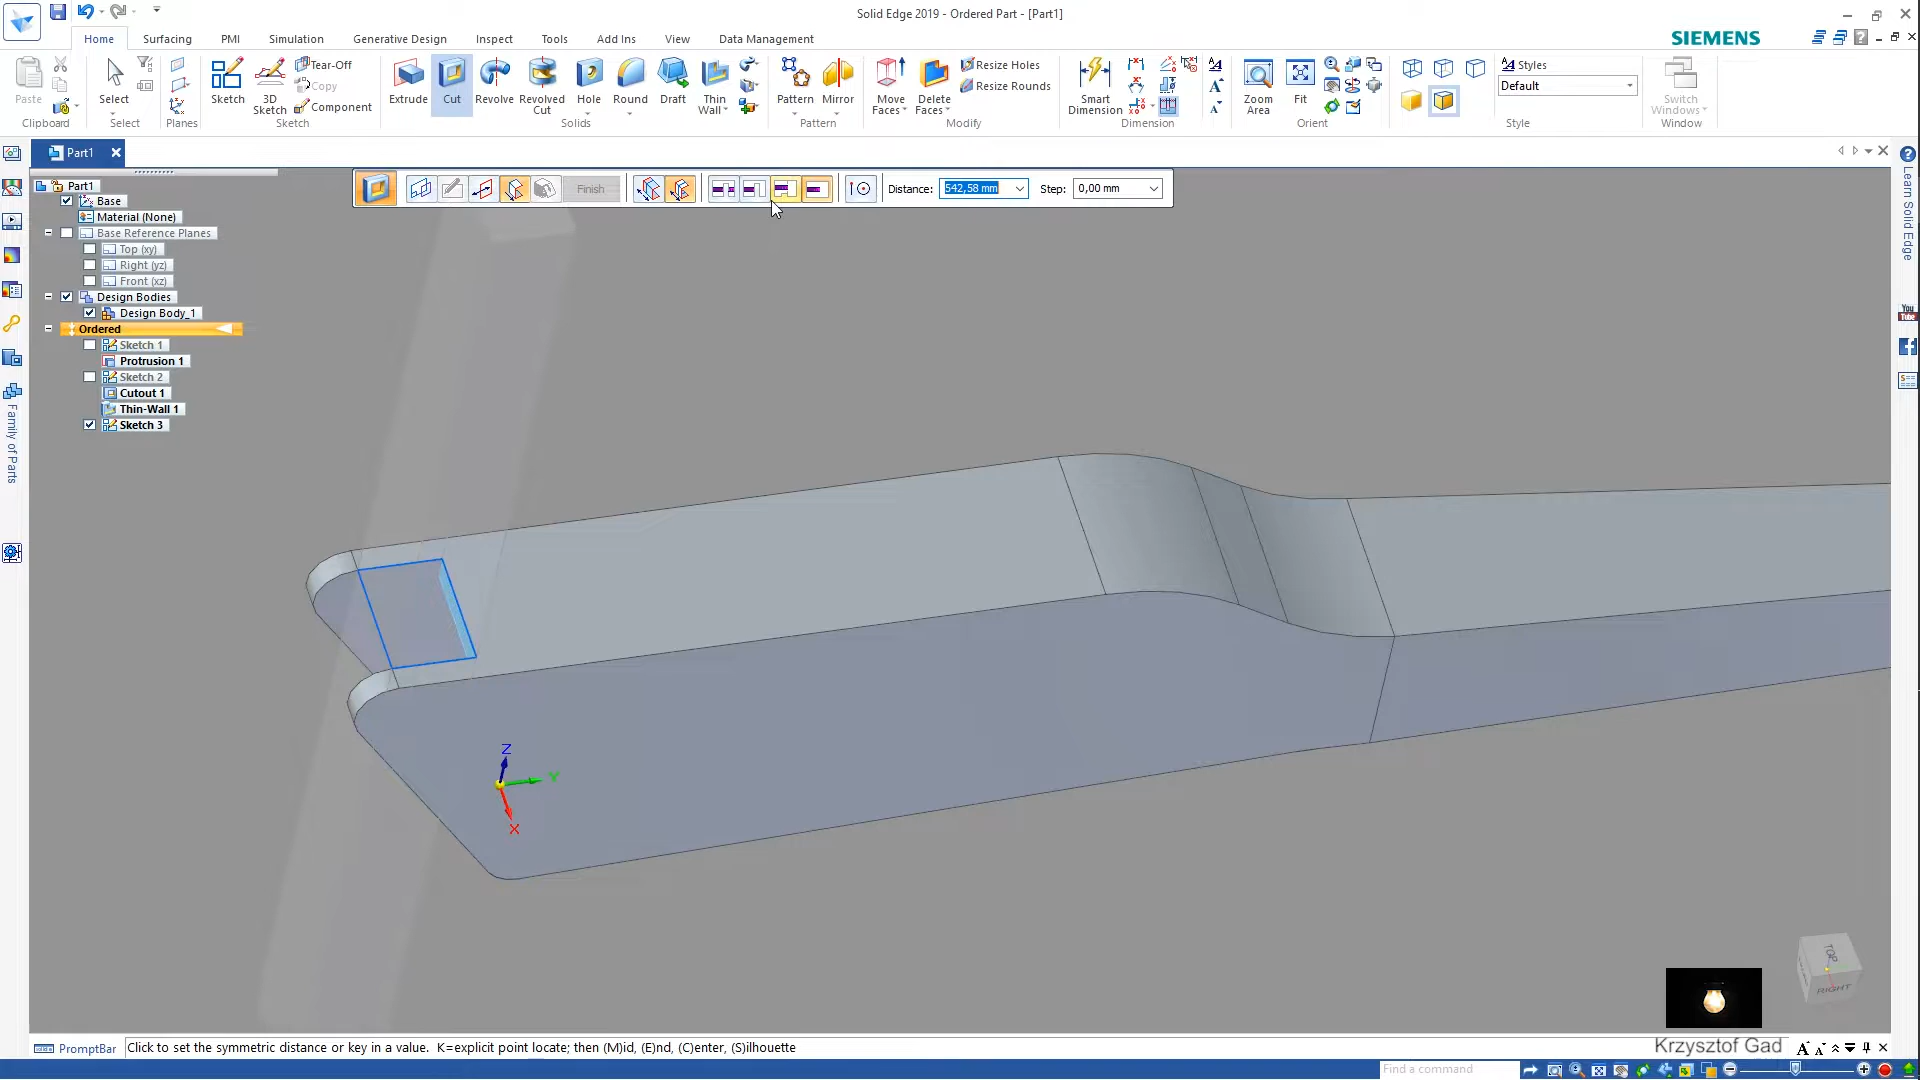 Solid Edge 2019 - Ordered Part - [Part1]
Home Surfacing PMI Simulation Generative Design Inspect Tools Add Ins View Data Management
SIEMENS
Paste
Clipboard
Select
Select
Planes
Sketch
3D Sketch
Tear-Off
Copy
Component
Sketch
Extrude Cut Revolve Revolved Cut Hole Round Draft Thin Wall
Solids
Pattern Mirror
Pattern
Move Faces Delete Faces
Resize Holes
Resize Rounds
Modify
Smart Dimension
Dimension
Zoom Area Fit
Orient
Styles
Default
Style
Switch Windows
Window
Part1
Finish Distance: 542,58 mm Step: 0,00 mm
Part1
Base
Material (None)
Base Reference Planes
Top (xy)
Right (yz)
Front (xz)
Design Bodies
Design Body_1
Ordered
Sketch 1
Protrusion 1
Sketch 2
Cutout 1
Thin-Wall 1
Sketch 3
Family of Parts
Learn Solid Edge
You
Tube
Z
Y
X
TOP
RIGHT
PromptBar Click to set the symmetric distance or key in a value. K=explicit point locate; then (M)id, (E)nd, (C)enter, (S)ilhouette
Krzysztof Gad
Find a command